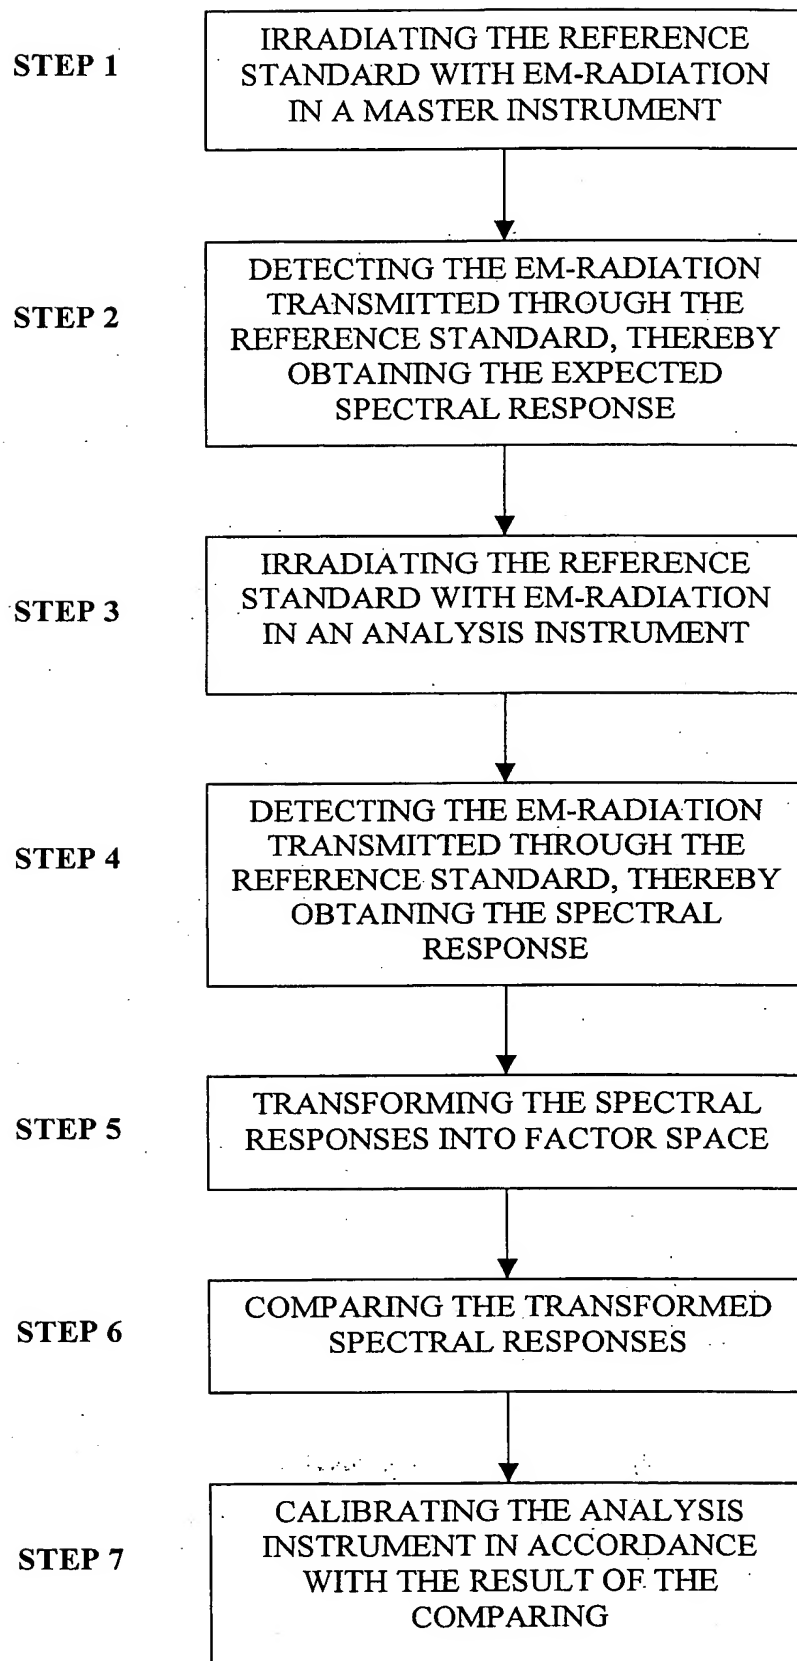 STEP 1
IRRADIATING THE REFERENCE
STANDARD WITH EM-RADIATION
IN A MASTER INSTRUMENT
STEP 2
DETECTING THE EM-RADIATION
TRANSMITTED THROUGH THE
REFERENCE STANDARD, THEREBY
OBTAINING THE EXPECTED
SPECTRAL RESPONSE
STEP 3
IRRADIATING THE REFERENCE
STANDARD WITH EM-RADIATION
IN AN ANALYSIS INSTRUMENT
STEP 4
DETECTING THE EM-RADIATION
TRANSMITTED THROUGH THE
REFERENCE STANDARD, THEREBY
OBTAINING THE SPECTRAL
RESPONSE
STEP 5
TRANSFORMING THE SPECTRAL
RESPONSES INTO FACTOR SPACE
STEP 6
COMPARING THE TRANSFORMED
SPECTRAL RESPONSES
STEP 7
CALIBRATING THE ANALYSIS
INSTRUMENT IN ACCORDANCE
WITH THE RESULT OF THE
COMPARING